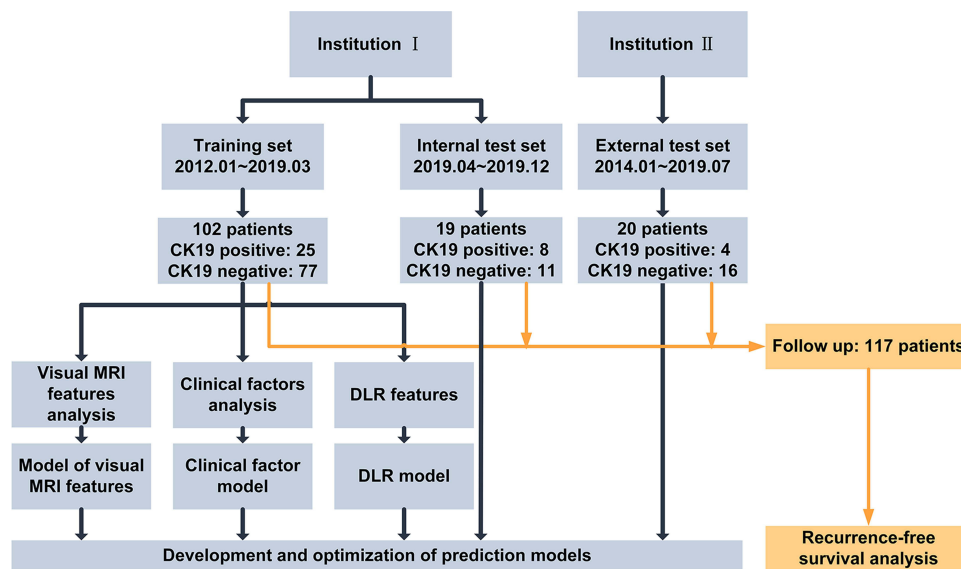 Institution Ⅰ
Institution Ⅱ
Training set
2012.01~2019.03
Internal test set
2019.04~2019.12
External test set
2014.01~2019.07
102 patients
CK19 positive: 25
CK19 negative: 77
19 patients
CK19 positive: 8
CK19 negative: 11
20 patients
CK19 positive: 4
CK19 negative: 16
Follow up: 117 patients
Visual MRI
features
analysis
Clinical factors
analysis
DLR features
Model of visual
MRI features
Clinical factor
model
DLR model
Development and optimization of prediction models
Recurrence-free
survival analysis